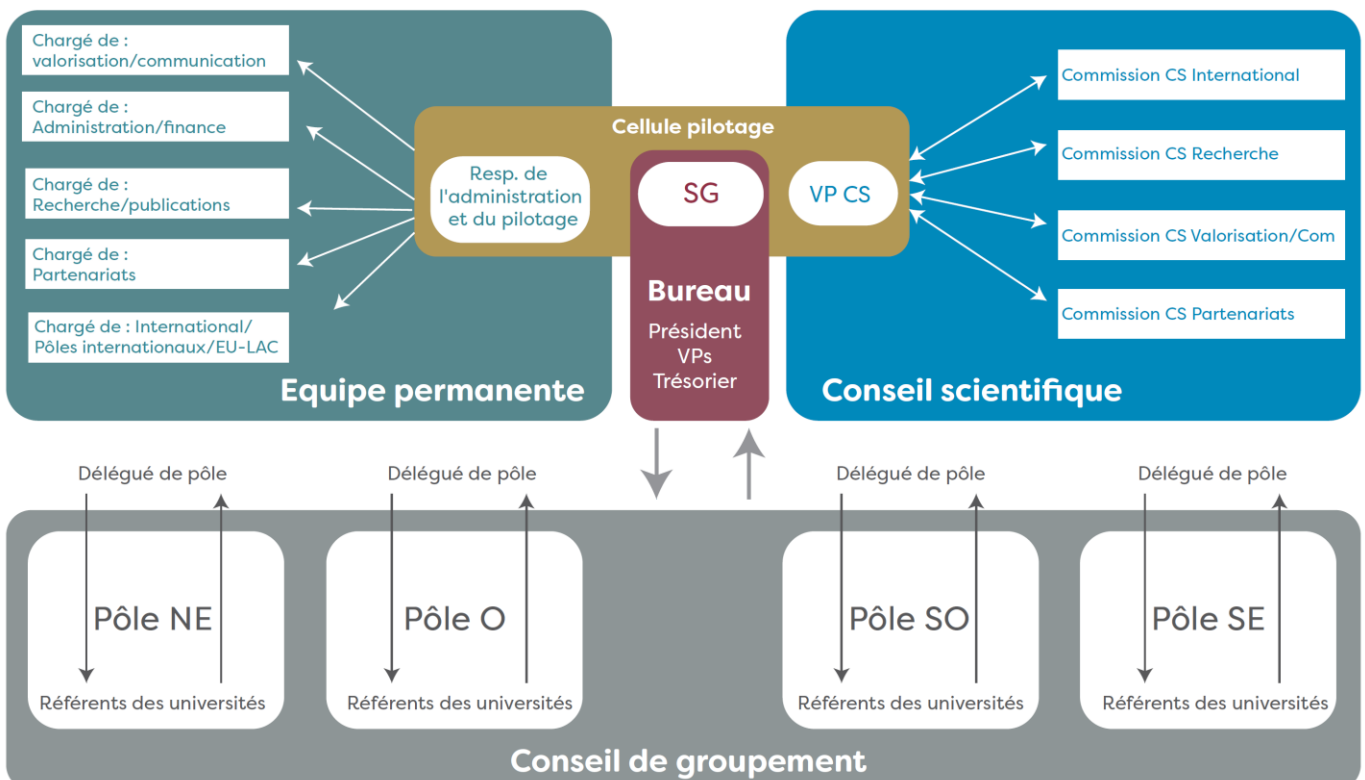 Chargé de :
valorisation/communication
Chargé de :
Administration/finance
Chargé de :
Recherche/publications
Chargé de :
Partenariats
Chargé de : International/
Pôles internationaux/EU-LAC
Equipe permanente
Cellule pilotage
Resp. de
l'administration
et du pilotage
SG
VP CS
Bureau
Président
VPs
Trésorier
Commission CS International
Commission CS Recherche
Commission CS Valorisation/Com
Commission CS Partenariats
Conseil scientifique
Délégué de pôle
Pôle NE
Référents des universités
Délégué de pôle
Pôle O
Référents des universités
Délégué de pôle
Pôle SO
Référents des universités
Délégué de pôle
Pôle SE
Référents des universités
Conseil de groupement